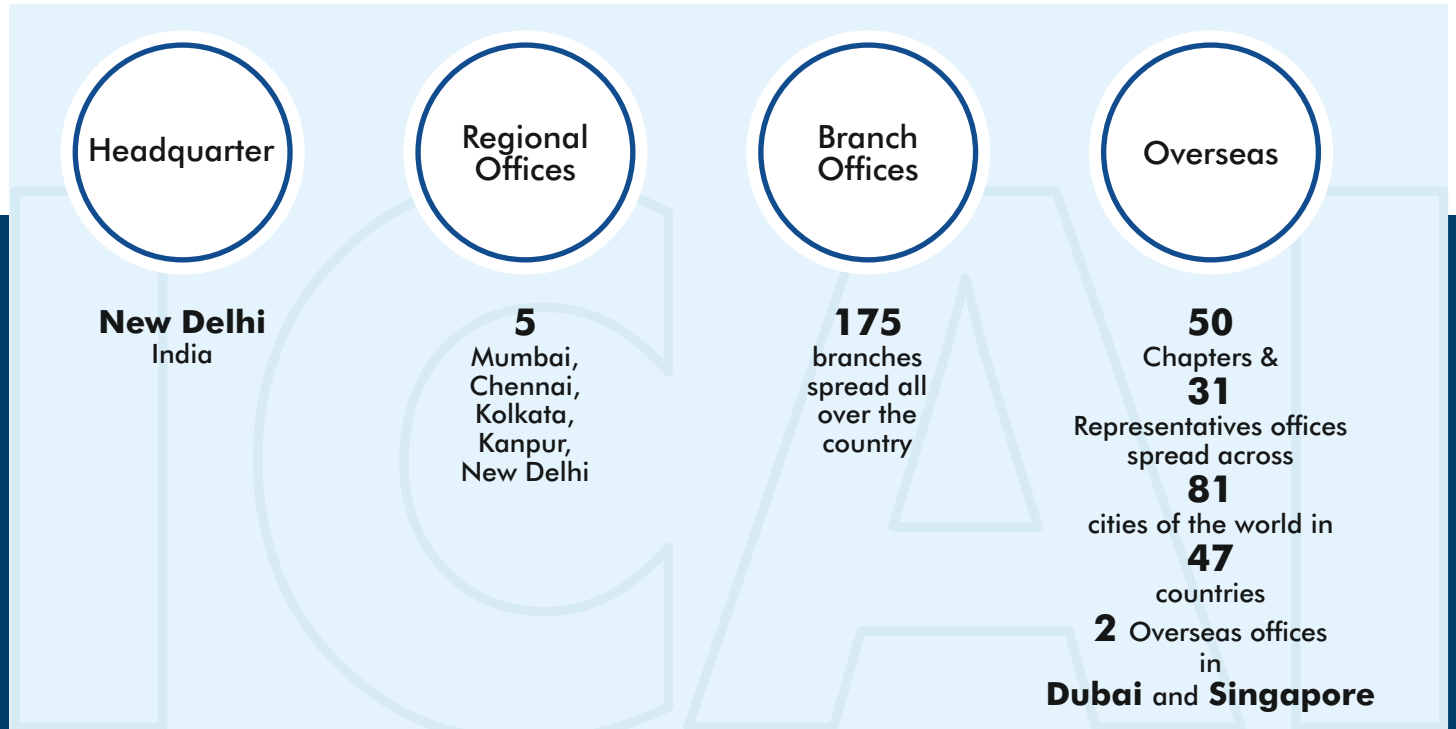 Headquarter
New Delhi
India
Regional
Offices
5
Mumbai,
Chennai,
Kolkata,
Kanpur,
New Delhi
Branch
Offices
175
branches
spread all
over the
country
Overseas
50
Chapters &
31
Representatives offices
spread across
81
cities of the world in
47
countries
2 Overseas offices
in
Dubai and Singapore
ICAI